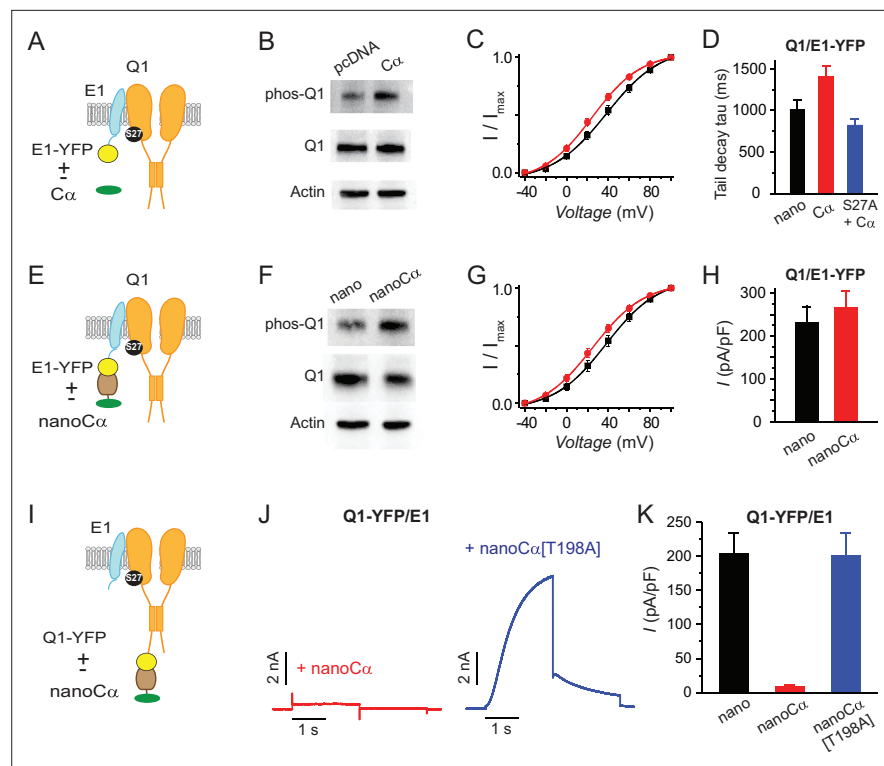 A
Q1
E1
S27
E1-YFP
±
Cα
B
pcDNA
Cα
phos-Q1
Q1
Actin
C
I / Imax
1.0
0.0
-40 0 40 80
Voltage (mV)
D
Q1/E1-YFP
Tail decay tau (ms)
1500
1000
500
0
nano
Cα
S27A
+ Cα
E
Q1
S27
E1-YFP
±
nanoCα
F
nano
nanoCα
phos-Q1
Q1
Actin
G
I / Imax
1.0
0.0
-40 0 40 80
Voltage (mV)
H
Q1/E1-YFP
I (pA/pF)
300
250
200
150
100
50
0
nano
nanoCα
I
E1
S27
Q1-YFP
±
nanoCα
J
Q1-YFP/E1
+ nanoCα[T198A]
2 nA
+ nanoCα
1 s
2 nA
1 s
K
Q1-YFP/E1
I (pA/pF)
250
200
150
100
50
0
nano
nanoCα
nanoCα
[T198A]